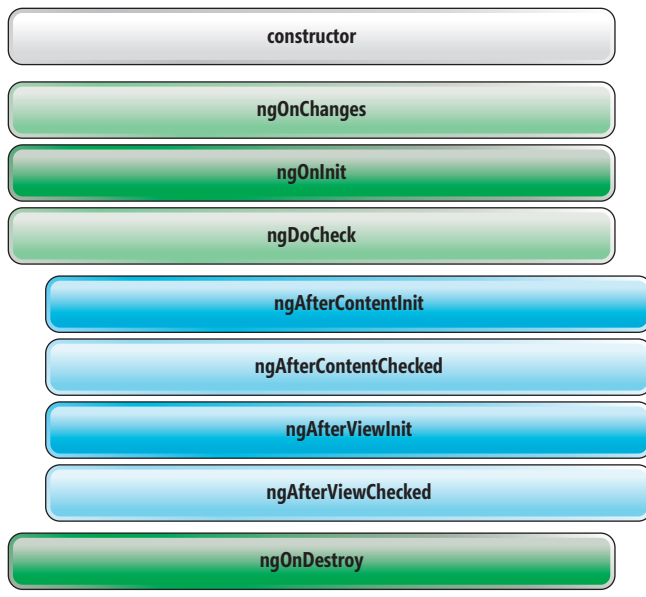 constructor
ngOnChanges
ngOnInit
ngDoCheck
ngAfterContentInit
ngAfterContentChecked
ngAfterViewInit
ngAfterViewChecked
ngOnDestroy